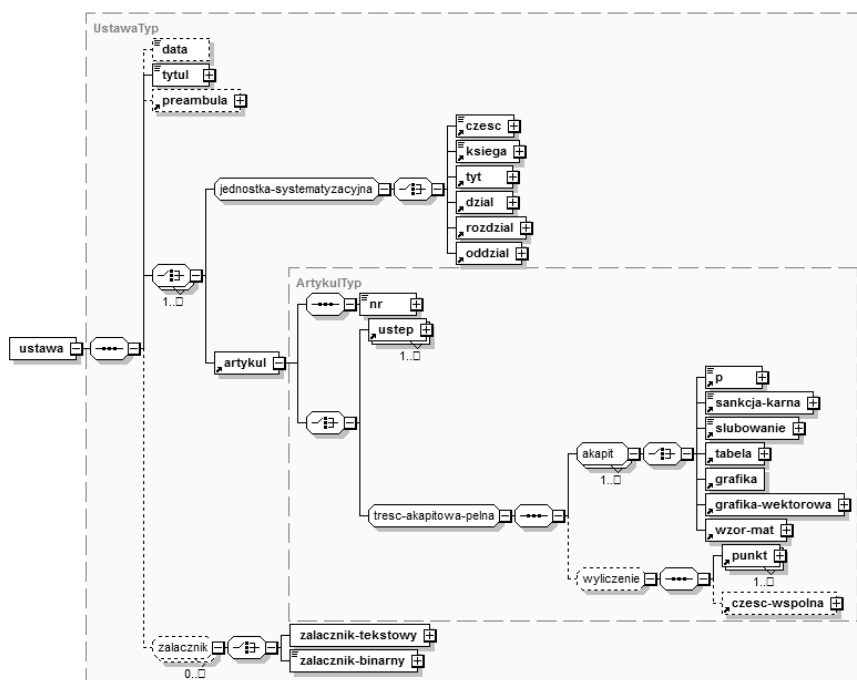 UstawaTyp
data
tytul
preambula
czesc
ksiega
tyt
jednostka-systematyzacyjna
dzial
rozdzial
oddzial
1..□
ArtykulTyp
nr
ustep
1..□
ustawa
artykul
p
sankcja-karna
slubowanie
akapit
tabela
1..□
grafika
grafika-wektorowa
tresc-akapitowa-pelna
wzor-mat
punkt
wyliczenie
1..□
czesc-wspolna
zalacznik-tekstowy
zalacznik
zalacznik-binarny
0..□